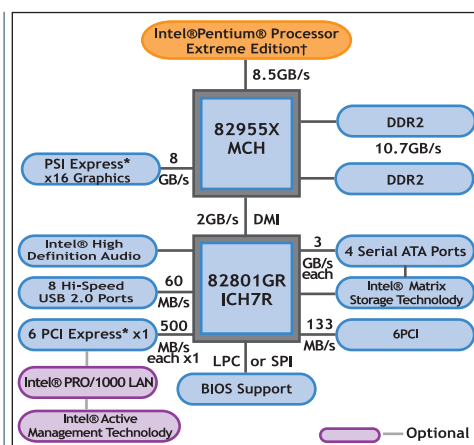 Intel®Pentium® Processor
Extreme Edition†
8.5GB/s
82955X
MCH
DDR2
10.7GB/s
DDR2
PSI Express*
x16 Graphics
8
GB/s
2GB/s
DMI
Intel® High
Definition Audio
82801GR
ICH7R
3
GB/s
each
4 Serial ATA Ports
8 Hi-Speed
USB 2.0 Ports
60
MB/s
Intel® Matrix
Storage Technolody
6 PCI Express* x1
500
MB/s
each x1
133
MB/s
6PCI
LPC or SPI
BIOS Support
Intel® PRO/1000 LAN
Intel®Active
Management Technology
Optional